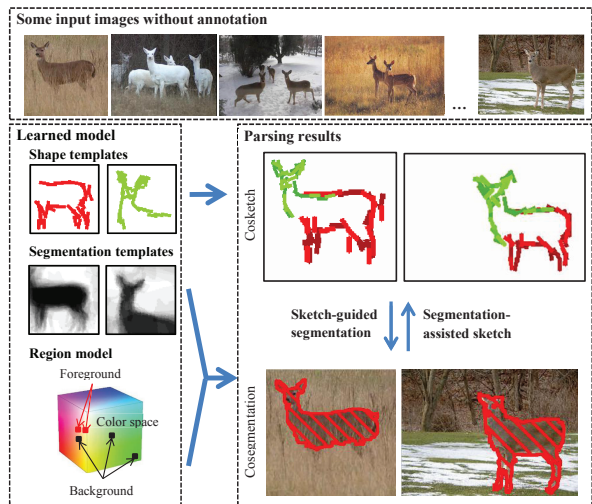 Some input images without annotation
...
Learned model
Shape templates
Segmentation templates
Region model
Foreground
Color space
Background
Parsing results
Cosketch
Sketch-guided
segmentation
Segmentation-
assisted sketch
Cosegmentation